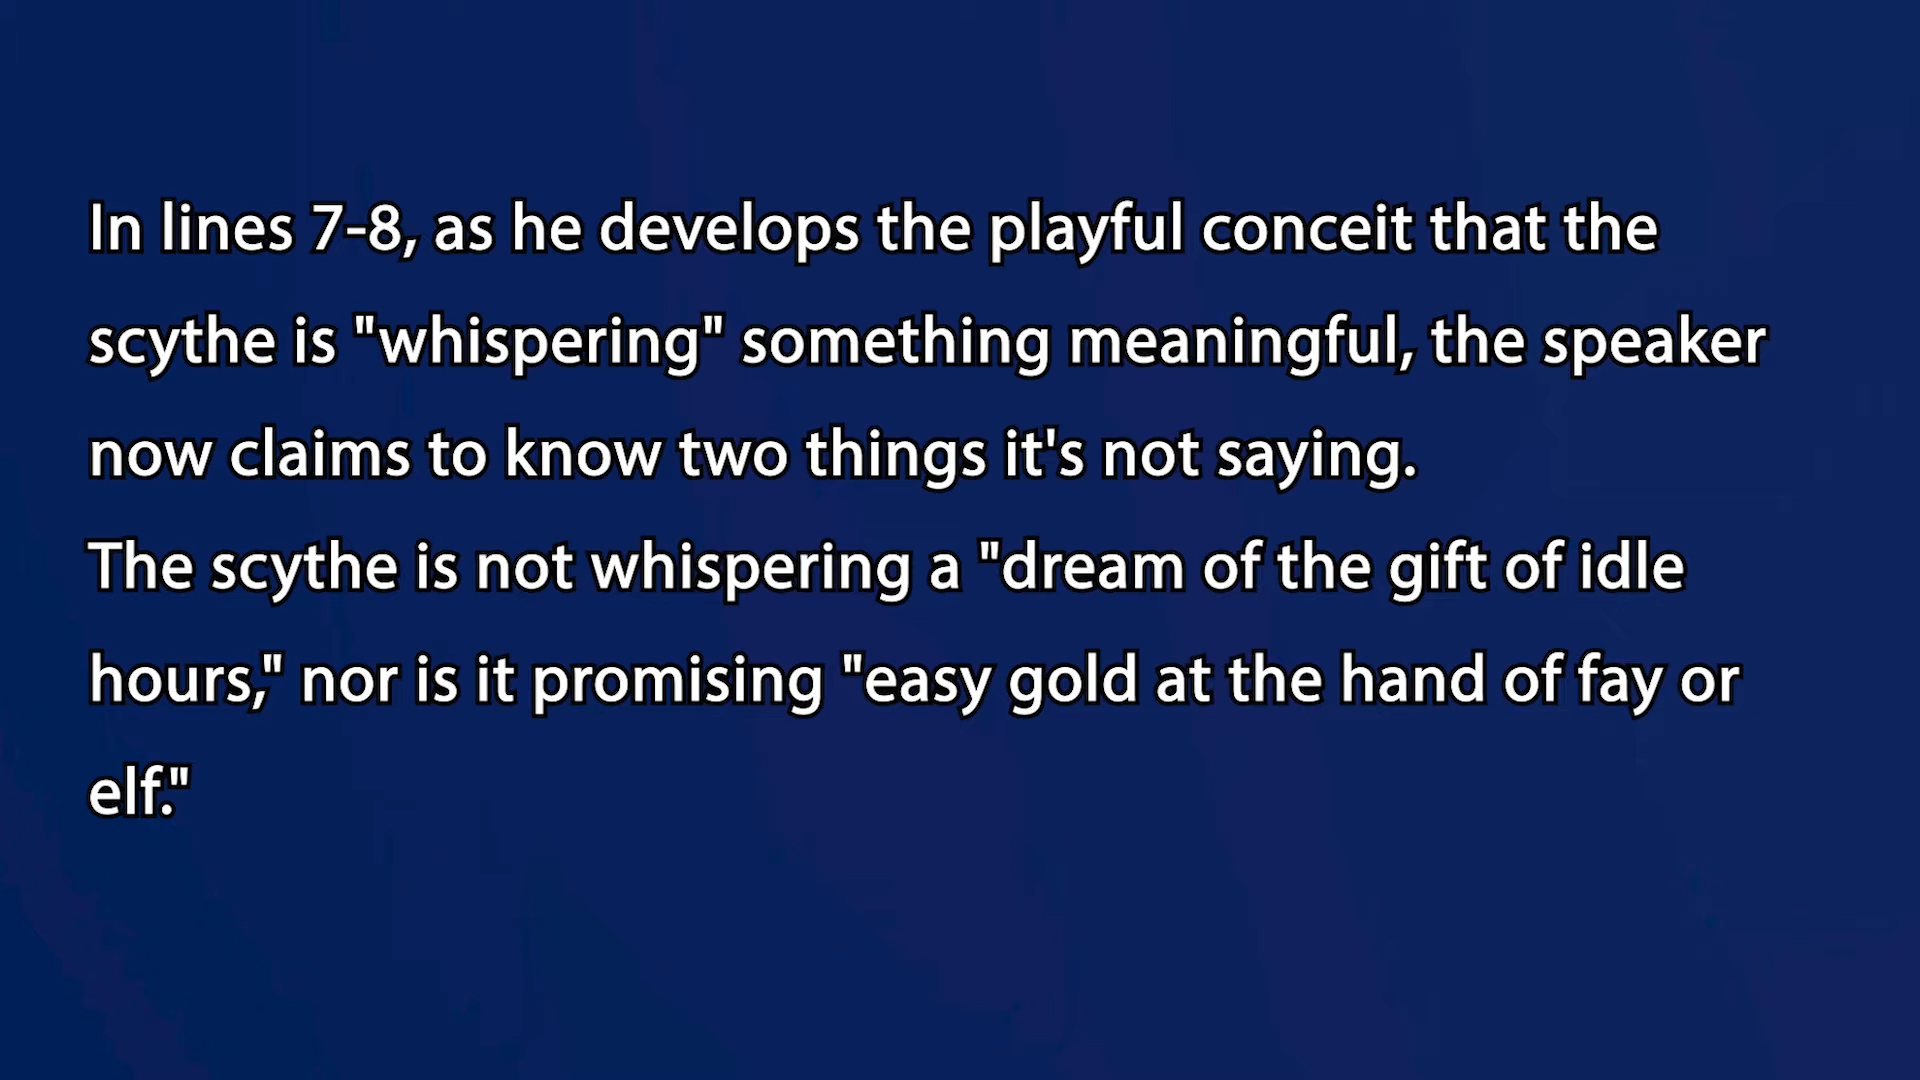 In lines 7-8, as he develops the playful conceit that the
scythe is "whispering" something meaningful, the speaker
now claims to know two things it's not saying.
The scythe is not whispering a "dream of the gift of idle
hours," nor is it promising "easy gold at the hand of fay or
elf."